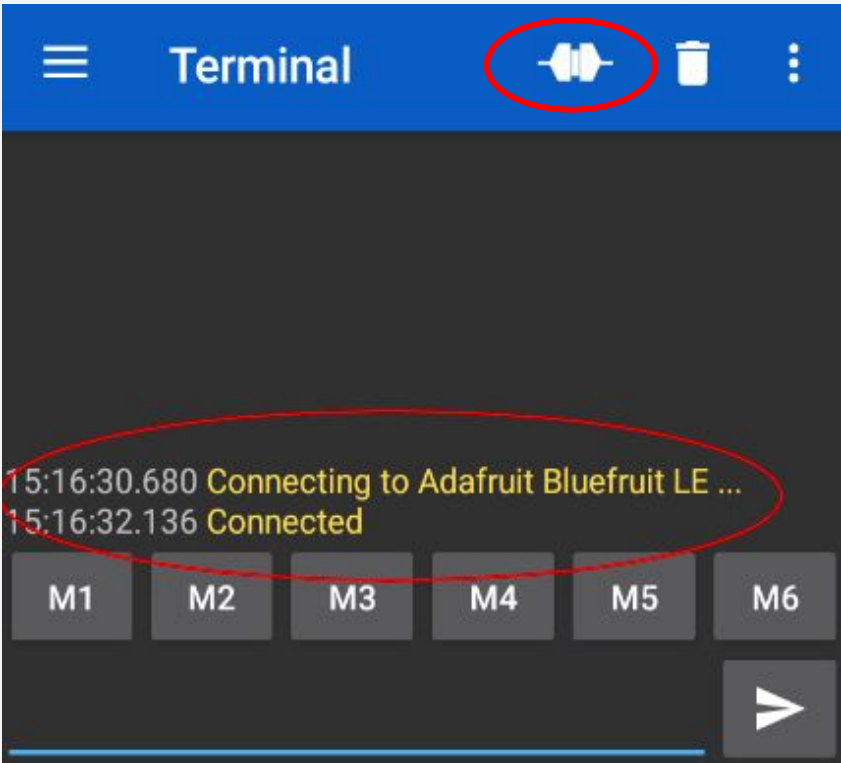 Terminal
15:16:30.680 Connecting to Adafruit Bluefruit LE ...
15:16:32.136 Connected
M1 M2 M3 M4 M5 M6